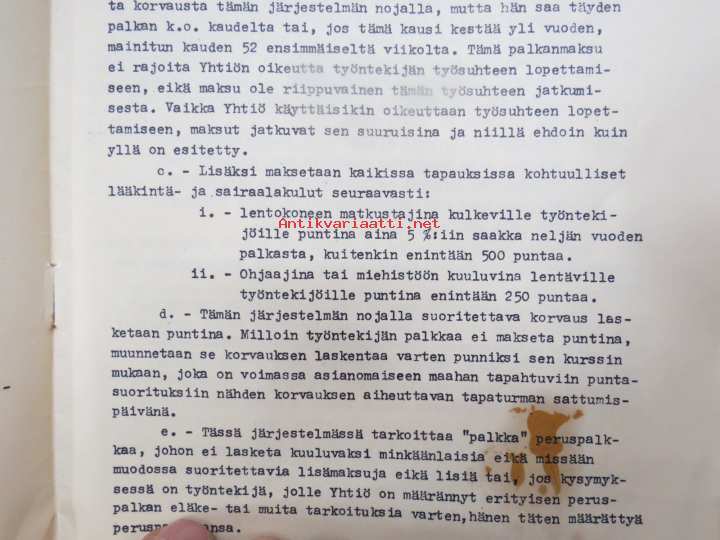 ta korvausta tämän järjestelmän nojalla, mutta hän saa täyden
palkan k.o. kaudelta tai, jos tämä kausi kestää yli vuoden,
mainitun kauden 52 ensimmäiseltä viikolta. Tämä palkanmaksu
ei rajoita Yhtiön oikeutta työntekijän työsuhteen lopettami-
seen, eikä maksu ole riippuvainen tämän työsuhteen jatkumi-
sesta. Vaikka Yhtiö käyttäisikin oikeuttaan työsuhteen lopet-
tamiseen, maksut jatkuvat sen suuruisina ja niillä ehdoin kuin
yllä on esitetty.
c. - Lisäksi maksetaan kaikissa tapauksissa kohtuulliset
lääkintä- ja sairaalakulut seuraavasti:
i. - lentokoneen matkustajina kulkeville työnteki-
Antikvariaatti.net
jöille puntina aina 5 %:iin saakka neljän vuoden
palkasta, kuitenkin enintään 500 puntaa.
ii. - Ohjaajina tai miehistöön kuuluvina lentäville
työntekijöille puntina enintään 250 puntaa.
d. - Tämän järjestelmän nojalla suoritettava korvaus las-
ketaan puntina. Milloin työntekijän palkkaa ei makseta puntina,
muunnetaan se korvauksen laskentaa varten punniksi sen kurssin
mukaan, joka on voimassa asianomaiseen maahan tapahtuviin punta-
suorituksiin nähden korvauksen aiheuttavan tapaturman sattumis-
päivänä.
e. - Tässä järjestelmässä tarkoittaa "palkka" peruspalk-
kaa, johon ei lasketa kuuluvaksi minkäänlaisia eikä missään
muodossa suoritettavia lisämaksuja eikä lisiä tai, jos kysymyk-
sessä on työntekijä, jolle Yhtiö on määrännyt erityisen perus-
palkan eläke- tai muita tarkoituksia varten, hänen täten määrättyä